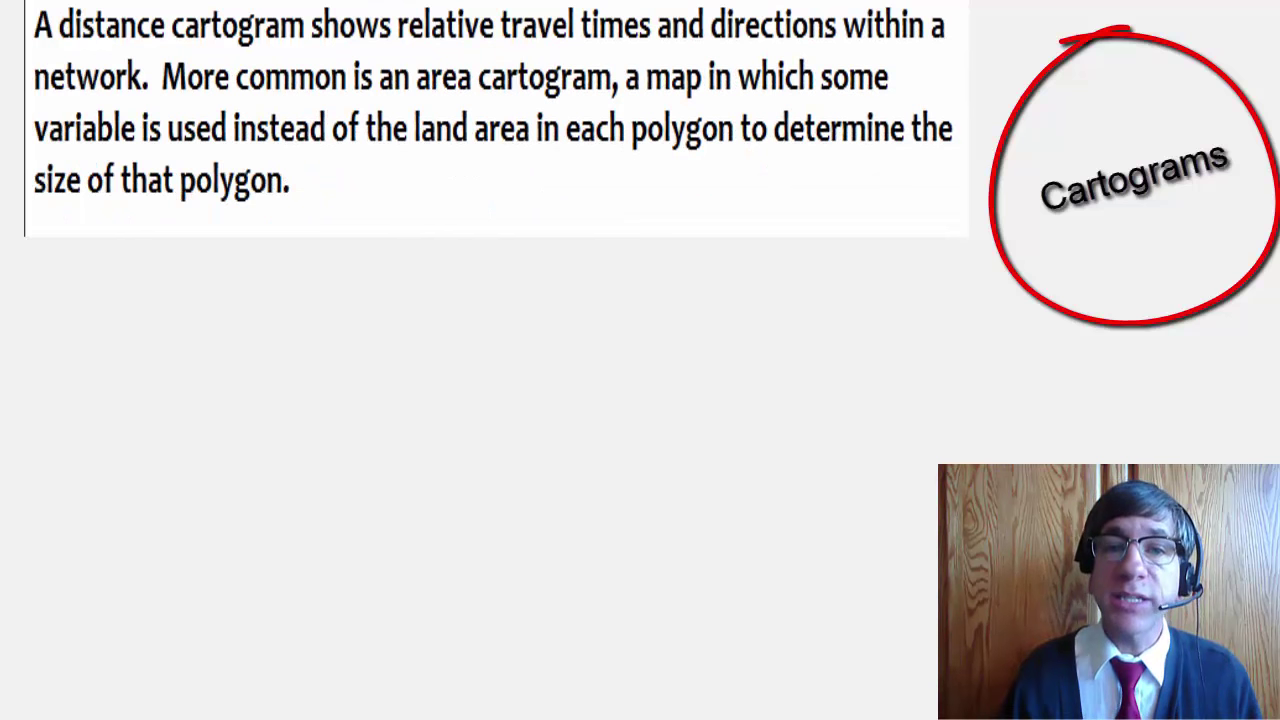 A distance cartogram shows relative travel times and directions within a
network.  More common is an area cartogram, a map in which some
variable is used instead of the land area in each polygon to determine the
size of that polygon.
Cartograms